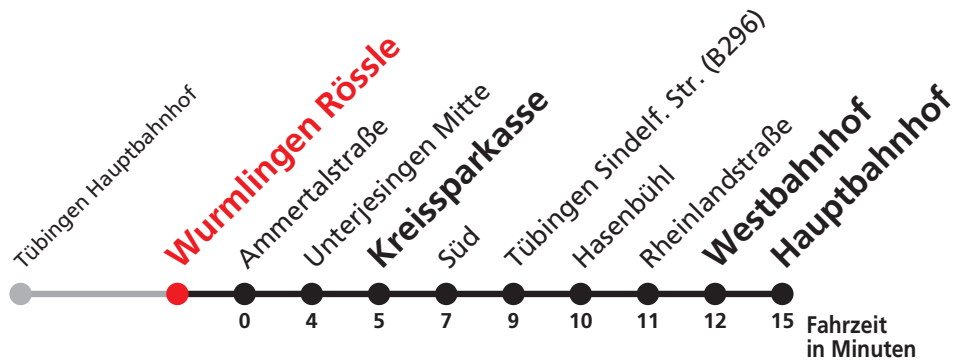 Tübingen Hauptbahnhof
Wurmlingen Rössle
Ammertalstraße
Unterjesingen Mitte
Kreissparkasse
Süd
Tübingen Sindelf. Str. (B296)
Hasenbühl
Rheinlandstraße
Westbahnhof
Hauptbahnhof
0 4 5 7 9 10 11 12 15 Fahrzeit
in Minuten